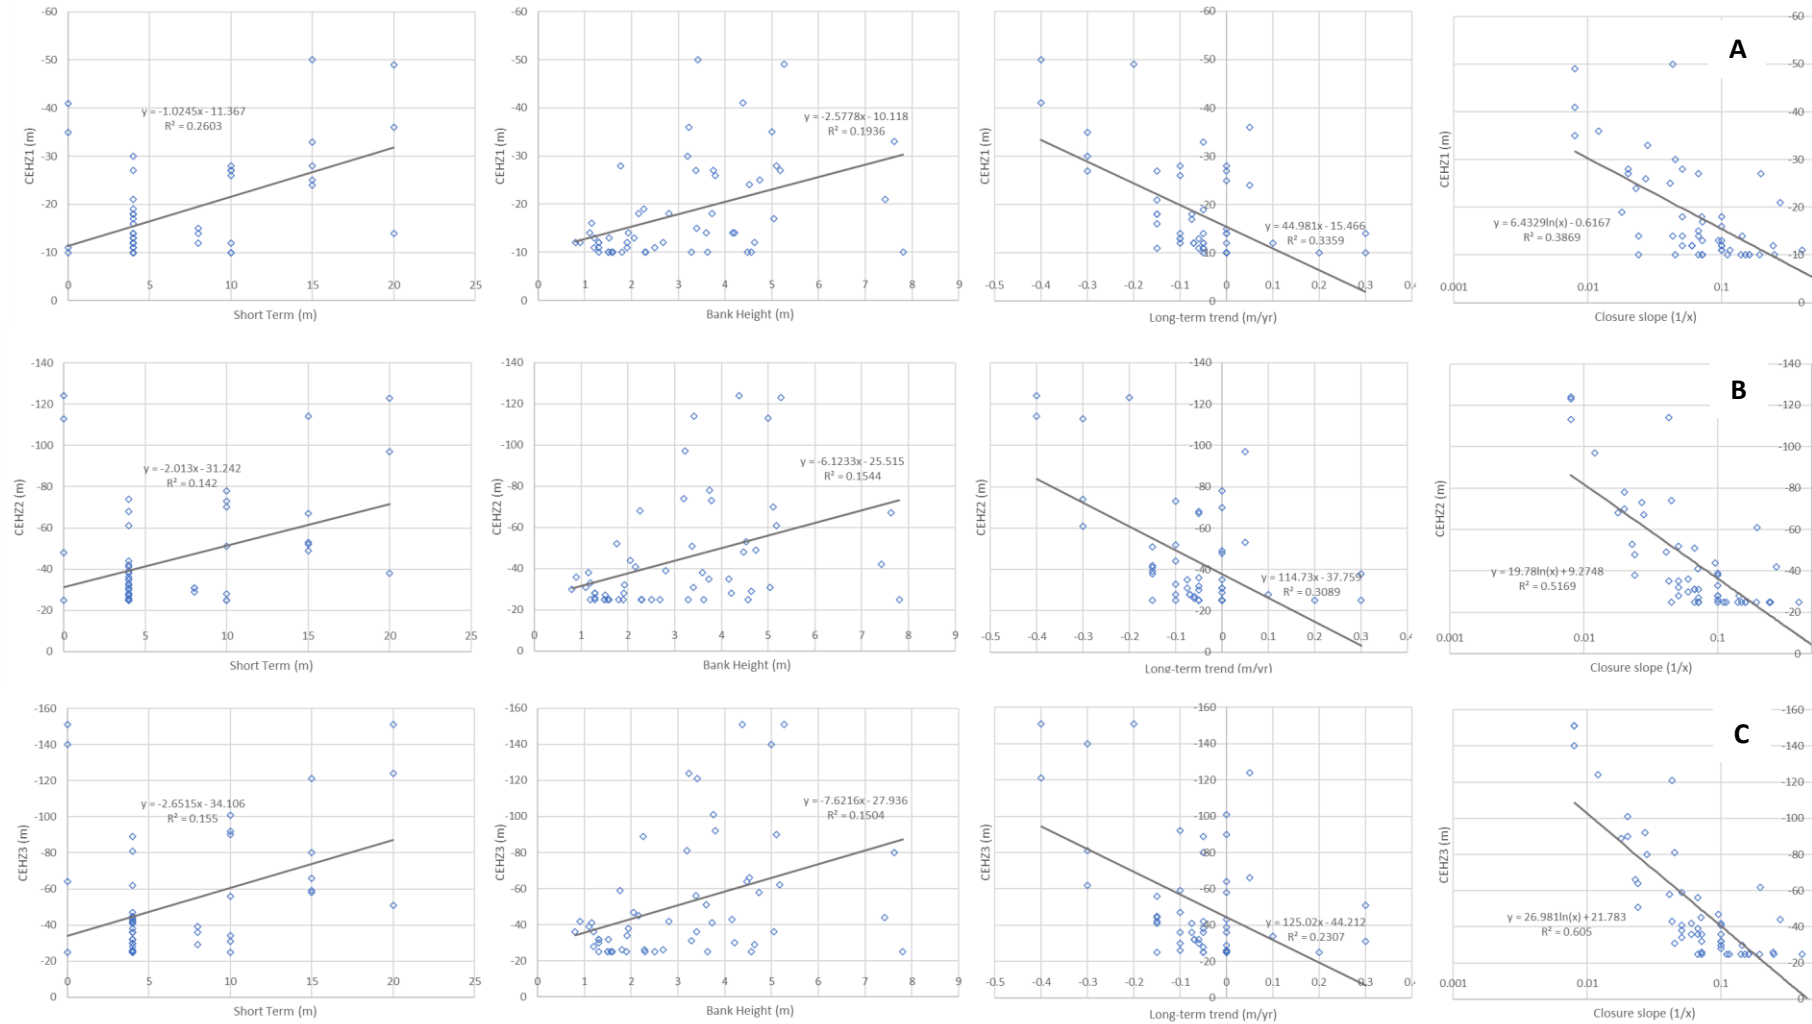 A
CEHZ1 (m)
-60
-50
-40
-30
-20
-10
0
y = -1.0245x - 11.367
R² = 0.2603
0 5 10 15 20 25
Short Term (m)
CEHZ1 (m)
-60
-50
-40
-30
-20
-10
0
y = -2.5778x - 10.118
R² = 0.1936
0 1 2 3 4 5 6 7 8 9
Bank Height (m)
CEHZ1 (m)
-60
-50
-40
-30
-20
-10
0
44.981x - 15.466
R² = 0.3359
-0.5 -0.4 -0.3 -0.2 -0.1 0 0.1 0.2 0.3
Long-term trend (m/yr)
CEHZ1 (m)
-60
-50
-40
-30
-20
-10
0
y = 6.4329ln(x) - 0.6167
R² = 0.3869
0.001 0.01 0.1
Closure slope (1/x)
B
CEHZ2 (m)
-140
-120
-100
-80
-60
-40
-20
0
y = -2.013x - 31.242
R² = 0.142
0 5 10 15 20 25
Short Term (m)
CEHZ2 (m)
-140
-120
-100
-80
-60
-40
-20
0
y = -6.1233x - 25.515
R² = 0.1544
0 1 2 3 4 5 6 7 8 9
Bank Height (m)
CEHZ2 (m)
-140
-120
-100
-80
-60
-40
-20
0
y = 114.73x - 37.759
R² = 0.3089
-0.5 -0.4 -0.3 -0.2 -0.1 0 0.1 0.2 0.3
Long-term trend (m/yr)
CEHZ2 (m)
-140
-120
-100
-80
-60
-40
-20
0
y = 19.78ln(x) + 9.2748
R² = 0.5169
0.001 0.01 0.1
Closure slope (1/x)
C
CEHZ3 (m)
-160
-140
-120
-100
-80
-60
-40
-20
0
y = -2.6515x - 34.106
R² = 0.155
0 5 10 15 20 25
Short Term (m)
CEHZ3 (m)
-160
-140
-120
-100
-80
-60
-40
-20
0
y = -7.6216x - 27.936
R² = 0.1504
0 1 2 3 4 5 6 7 8 9
Bank Height (m)
CEHZ3 (m)
-160
-140
-120
-100
-80
-60
-40
-20
0
y = 125.02x - 44.212
R² = 0.2307
-0.5 -0.4 -0.3 -0.2 -0.1 0 0.1 0.2 0.3
Long-term trend (m/yr)
CEHZ3 (m)
-160
-140
-120
-100
-80
-60
-40
-20
0
y = 26.981ln(x) + 21.783
R² = 0.605
0.001 0.01 0.1
Closure slope (1/x)